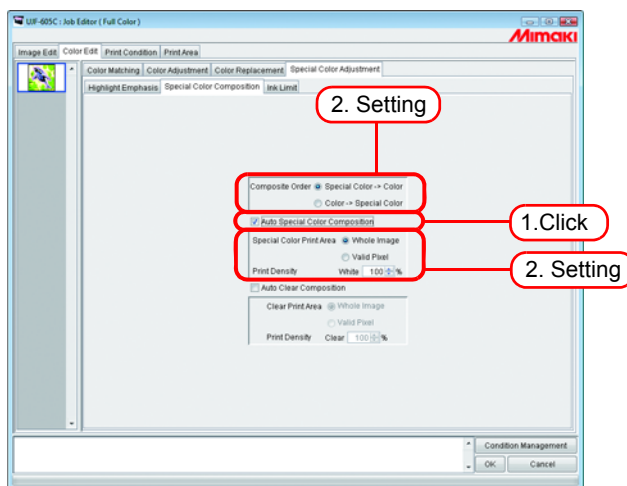 UJF-605C : Job Editor ( Full Color )
Mimaki
Image Edit Color Edit Print Condition Print Area
Color Matching Color Adjustment Color Replacement Special Color Adjustment
Highlight Emphasis Special Color Composition Ink Limit
2. Setting
Composite Order Special Color -> Color
Color -> Special Color
Auto Special Color Composition
1.Click
Special Color Print Area Whole Image
Valid Pixel
Print Density White 100 %
2. Setting
Auto Clear Composition
Clear Print Area Whole Image
Valid Pixel
Print Density Clear 100 %
Condition Management
OK Cancel